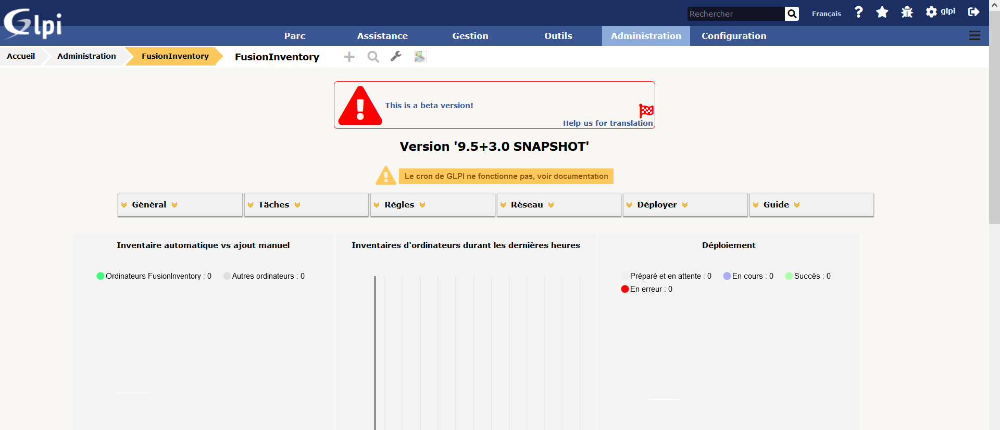 Glpi
Rechercher
Français
glpi
Parc
Assistance
Gestion
Outils
Administration
Configuration
Accueil
Administration
FusionInventory
FusionInventory
This is a beta version!
Help us for translation
Version '9.5+3.0 SNAPSHOT'
Le cron de GLPI ne fonctionne pas, voir documentation
Général
Tâches
Règles
Réseau
Déployer
Guide
Inventaire automatique vs ajout manuel
Ordinateurs FusionInventory : 0
Autres ordinateurs : 0
Inventaires d'ordinateurs durant les dernières heures
Déploiement
Préparé et en attente : 0
En cours : 0
Succès : 0
En erreur : 0